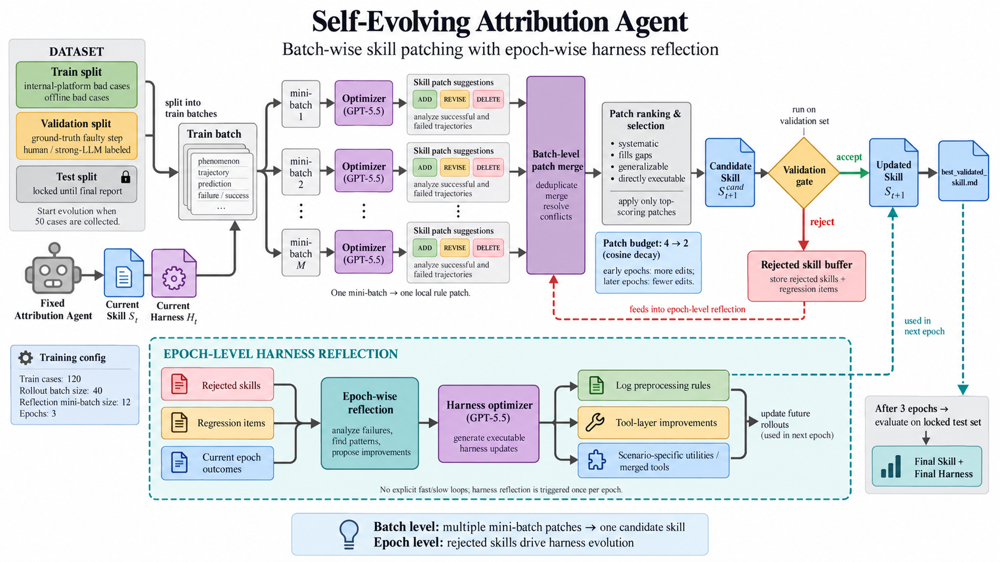 Self-Evolving Attribution Agent
Batch-wise skill patching with epoch-wise harness reflection
DATASET
Train split
internal-platform bad cases
offline bad cases
Validation split
ground-truth faulty step
human / strong-LLM labeled
Test split
locked until final report
Start evolution when
50 cases are collected.
split into
train batches
Train batch
phenomenon
trajectory
prediction
failure / success
...
Fixed
Attribution Agent
Current
Skill S_t
Current
Harness H_t
mini-
batch
1
Optimizer
(GPT-5.5)
Skill patch suggestions
ADD REVISE DELETE
analyze successful and
failed trajectories
mini-
batch
2
Optimizer
(GPT-5.5)
Skill patch suggestions
ADD REVISE DELETE
analyze successful and
failed trajectories
mini-
batch
M
Optimizer
(GPT-5.5)
Skill patch suggestions
ADD REVISE DELETE
analyze successful and
failed trajectories
One mini-batch → one local rule patch.
Batch-level
patch merge
deduplicate
merge
resolve
conflicts
Patch ranking &
selection
• systematic
• fills gaps
• generalizable
• directly executable
apply only top-
scoring patches
Patch budget: 4 → 2
(cosine decay)
early epochs: more edits;
later epochs: fewer edits.
Candidate
Skill
S_{t+1}^{cand}
run on
validation set
Validation
gate
accept
reject
Updated
Skill
S_{t+1}
best_validated_
skill.md
Rejected skill buffer
store rejected skills +
regression items
feeds into epoch-level reflection
used in
next epoch
Training config
Train cases: 120
Rollout batch size: 40
Reflection mini-batch size: 12
Epochs: 3
EPOCH-LEVEL HARNESS REFLECTION
Rejected skills
Regression items
Current epoch
outcomes
Epoch-wise
reflection
analyze failures,
find patterns,
propose improvements
Harness optimizer
(GPT-5.5)
generate executable
harness updates
Log preprocessing rules
Tool-layer improvements
Scenario-specific utilities /
merged tools
update future
rollouts
(used in next epoch)
No explicit fast/slow loops; harness reflection is triggered once per epoch.
After 3 epochs →
evaluate on locked test set
Final Skill +
Final Harness
Batch level: multiple mini-batch patches → one candidate skill
Epoch level: rejected skills drive harness evolution